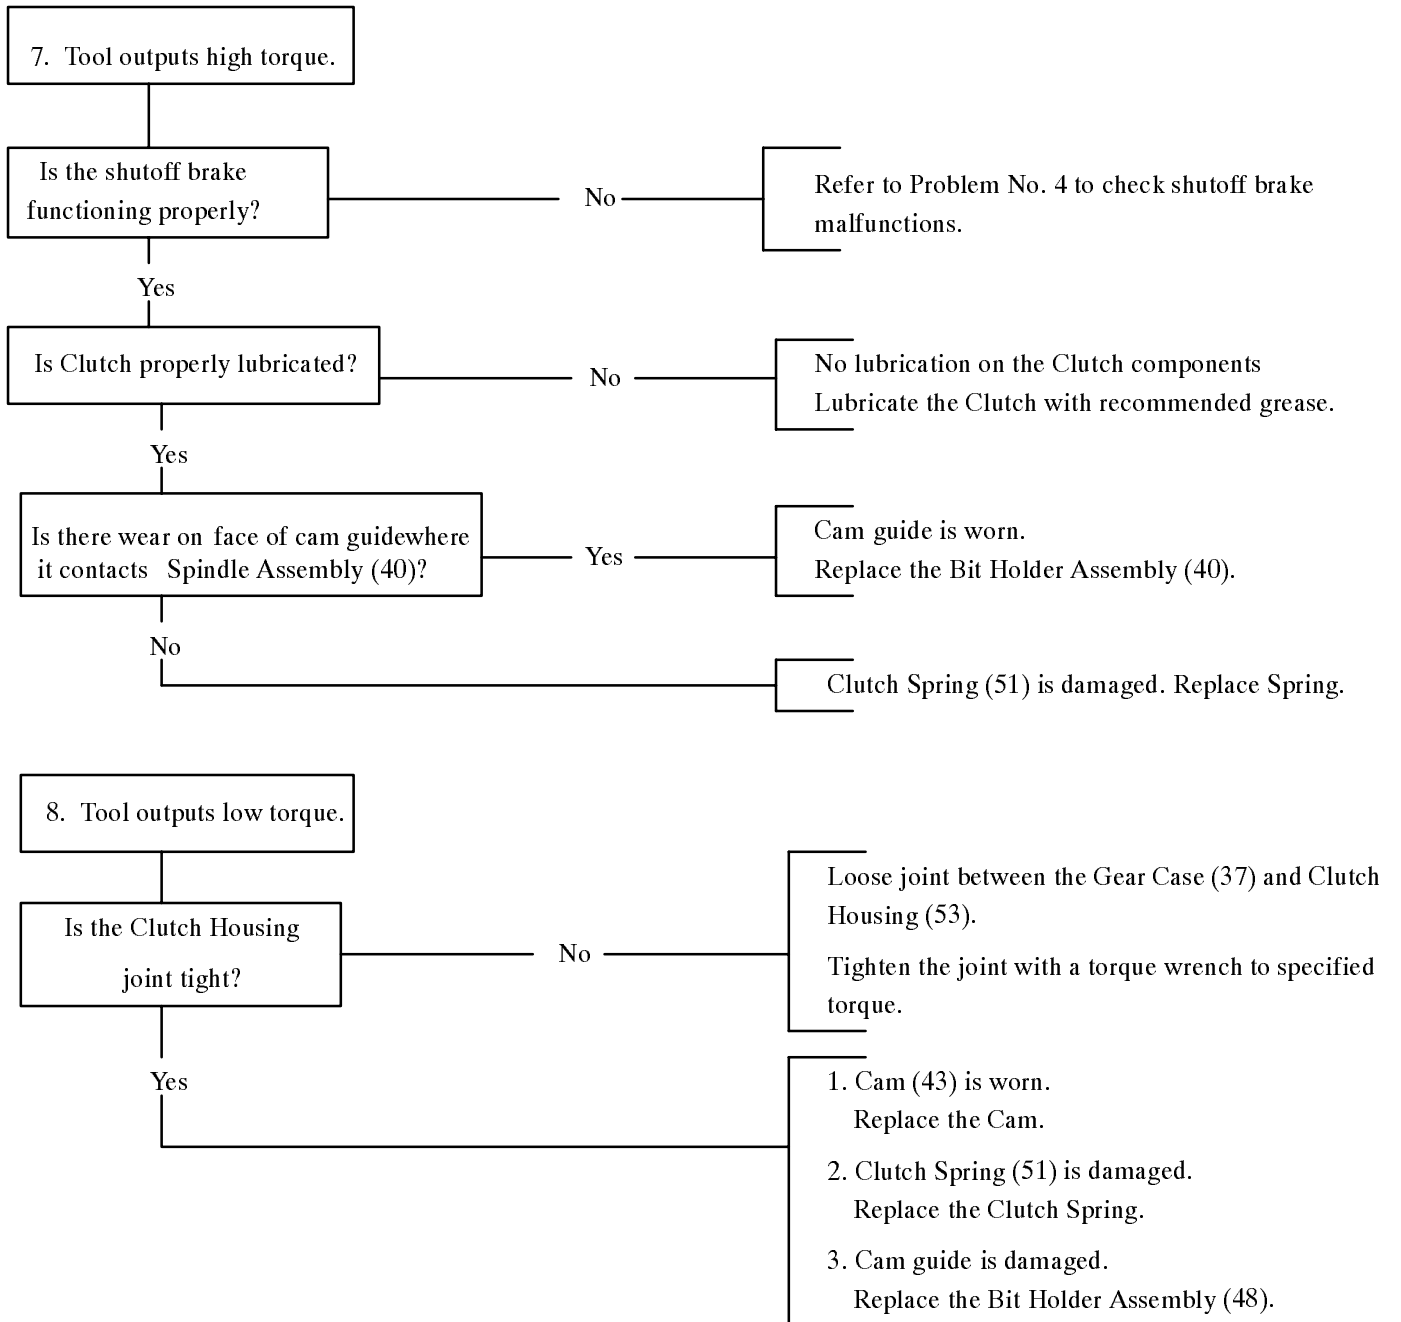 7. Tool outputs high torque.
Is the shutoff brake
functioning properly?
No
Refer to Problem No. 4 to check shutoff brake
malfunctions.
Yes
Is Clutch properly lubricated?
No
No lubrication on the Clutch components
Lubricate the Clutch with recommended grease.
Yes
Is there wear on face of cam guidewhere
it contacts Spindle Assembly (40)?
Yes
Cam guide is worn.
Replace the Bit Holder Assembly (40).
No
Clutch Spring (51) is damaged. Replace Spring.
8. Tool outputs low torque.
Is the Clutch Housing
joint tight?
No
Loose joint between the Gear Case (37) and Clutch
Housing (53).
Tighten the joint with a torque wrench to specified
torque.
Yes
1. Cam (43) is worn.
Replace the Cam.
2. Clutch Spring (51) is damaged.
Replace the Clutch Spring.
3. Cam guide is damaged.
Replace the Bit Holder Assembly (48).